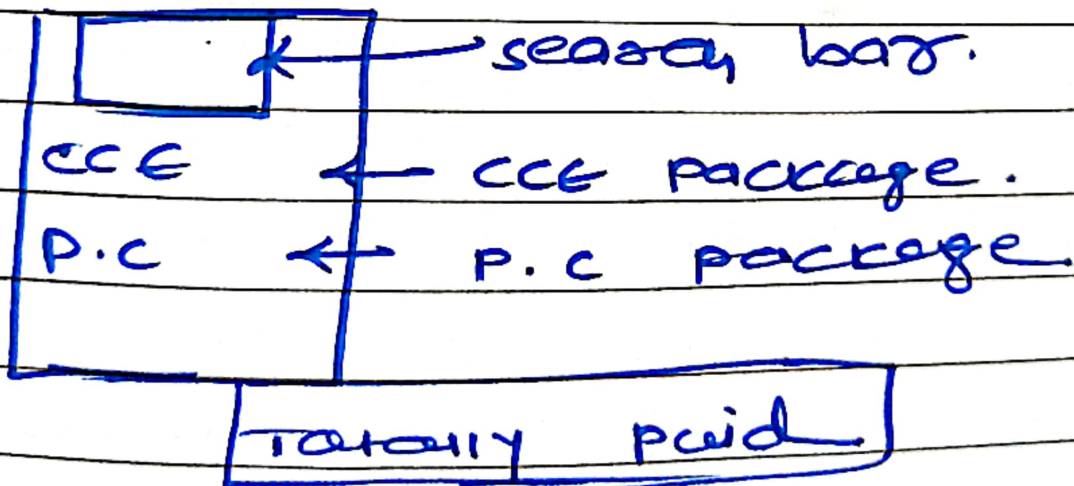 search bar.
CCE ← CCE package.
P.C ← P.C package
Totally paid